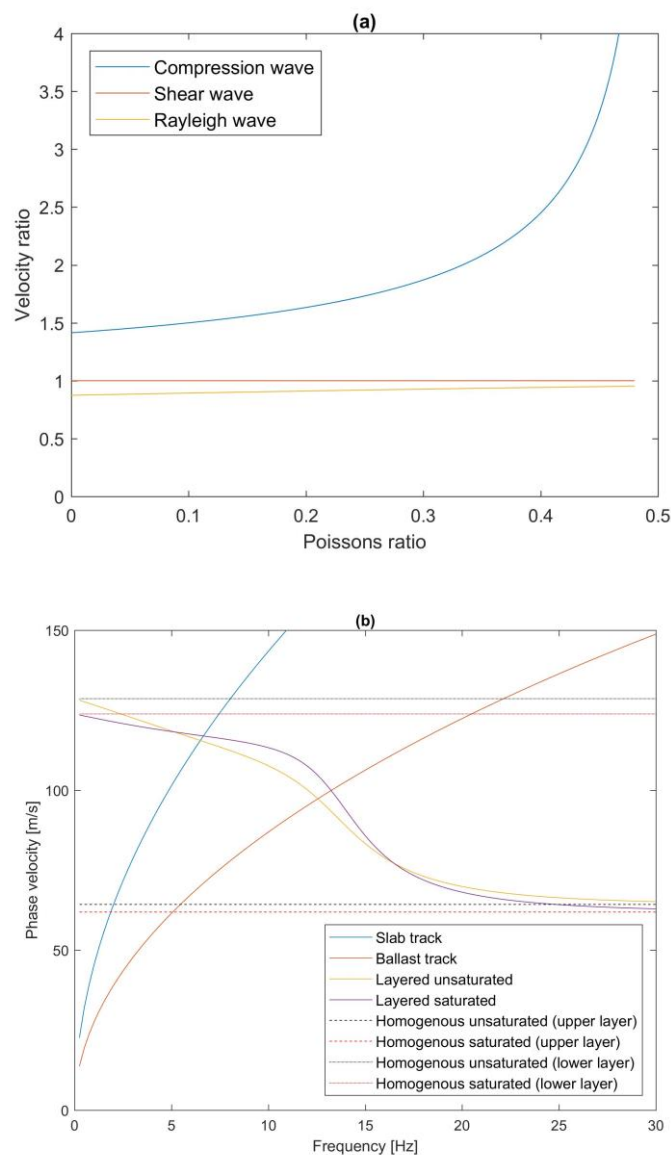 (a)
4
3.5
3
2.5
2
1.5
1
0.5
0
Velocity ratio
Compression wave
Shear wave
Rayleigh wave
0 0.1 0.2 0.3 0.4 0.5
Poissons ratio
(b)
150
100
50
0
Phase velocity [m/s]
Slab track
Ballast track
Layered unsaturated
Layered saturated
Homogenous unsaturated (upper layer)
Homogenous saturated (upper layer)
Homogenous unsaturated (lower layer)
Homogenous saturated (lower layer)
0 5 10 15 20 25 30
Frequency [Hz]